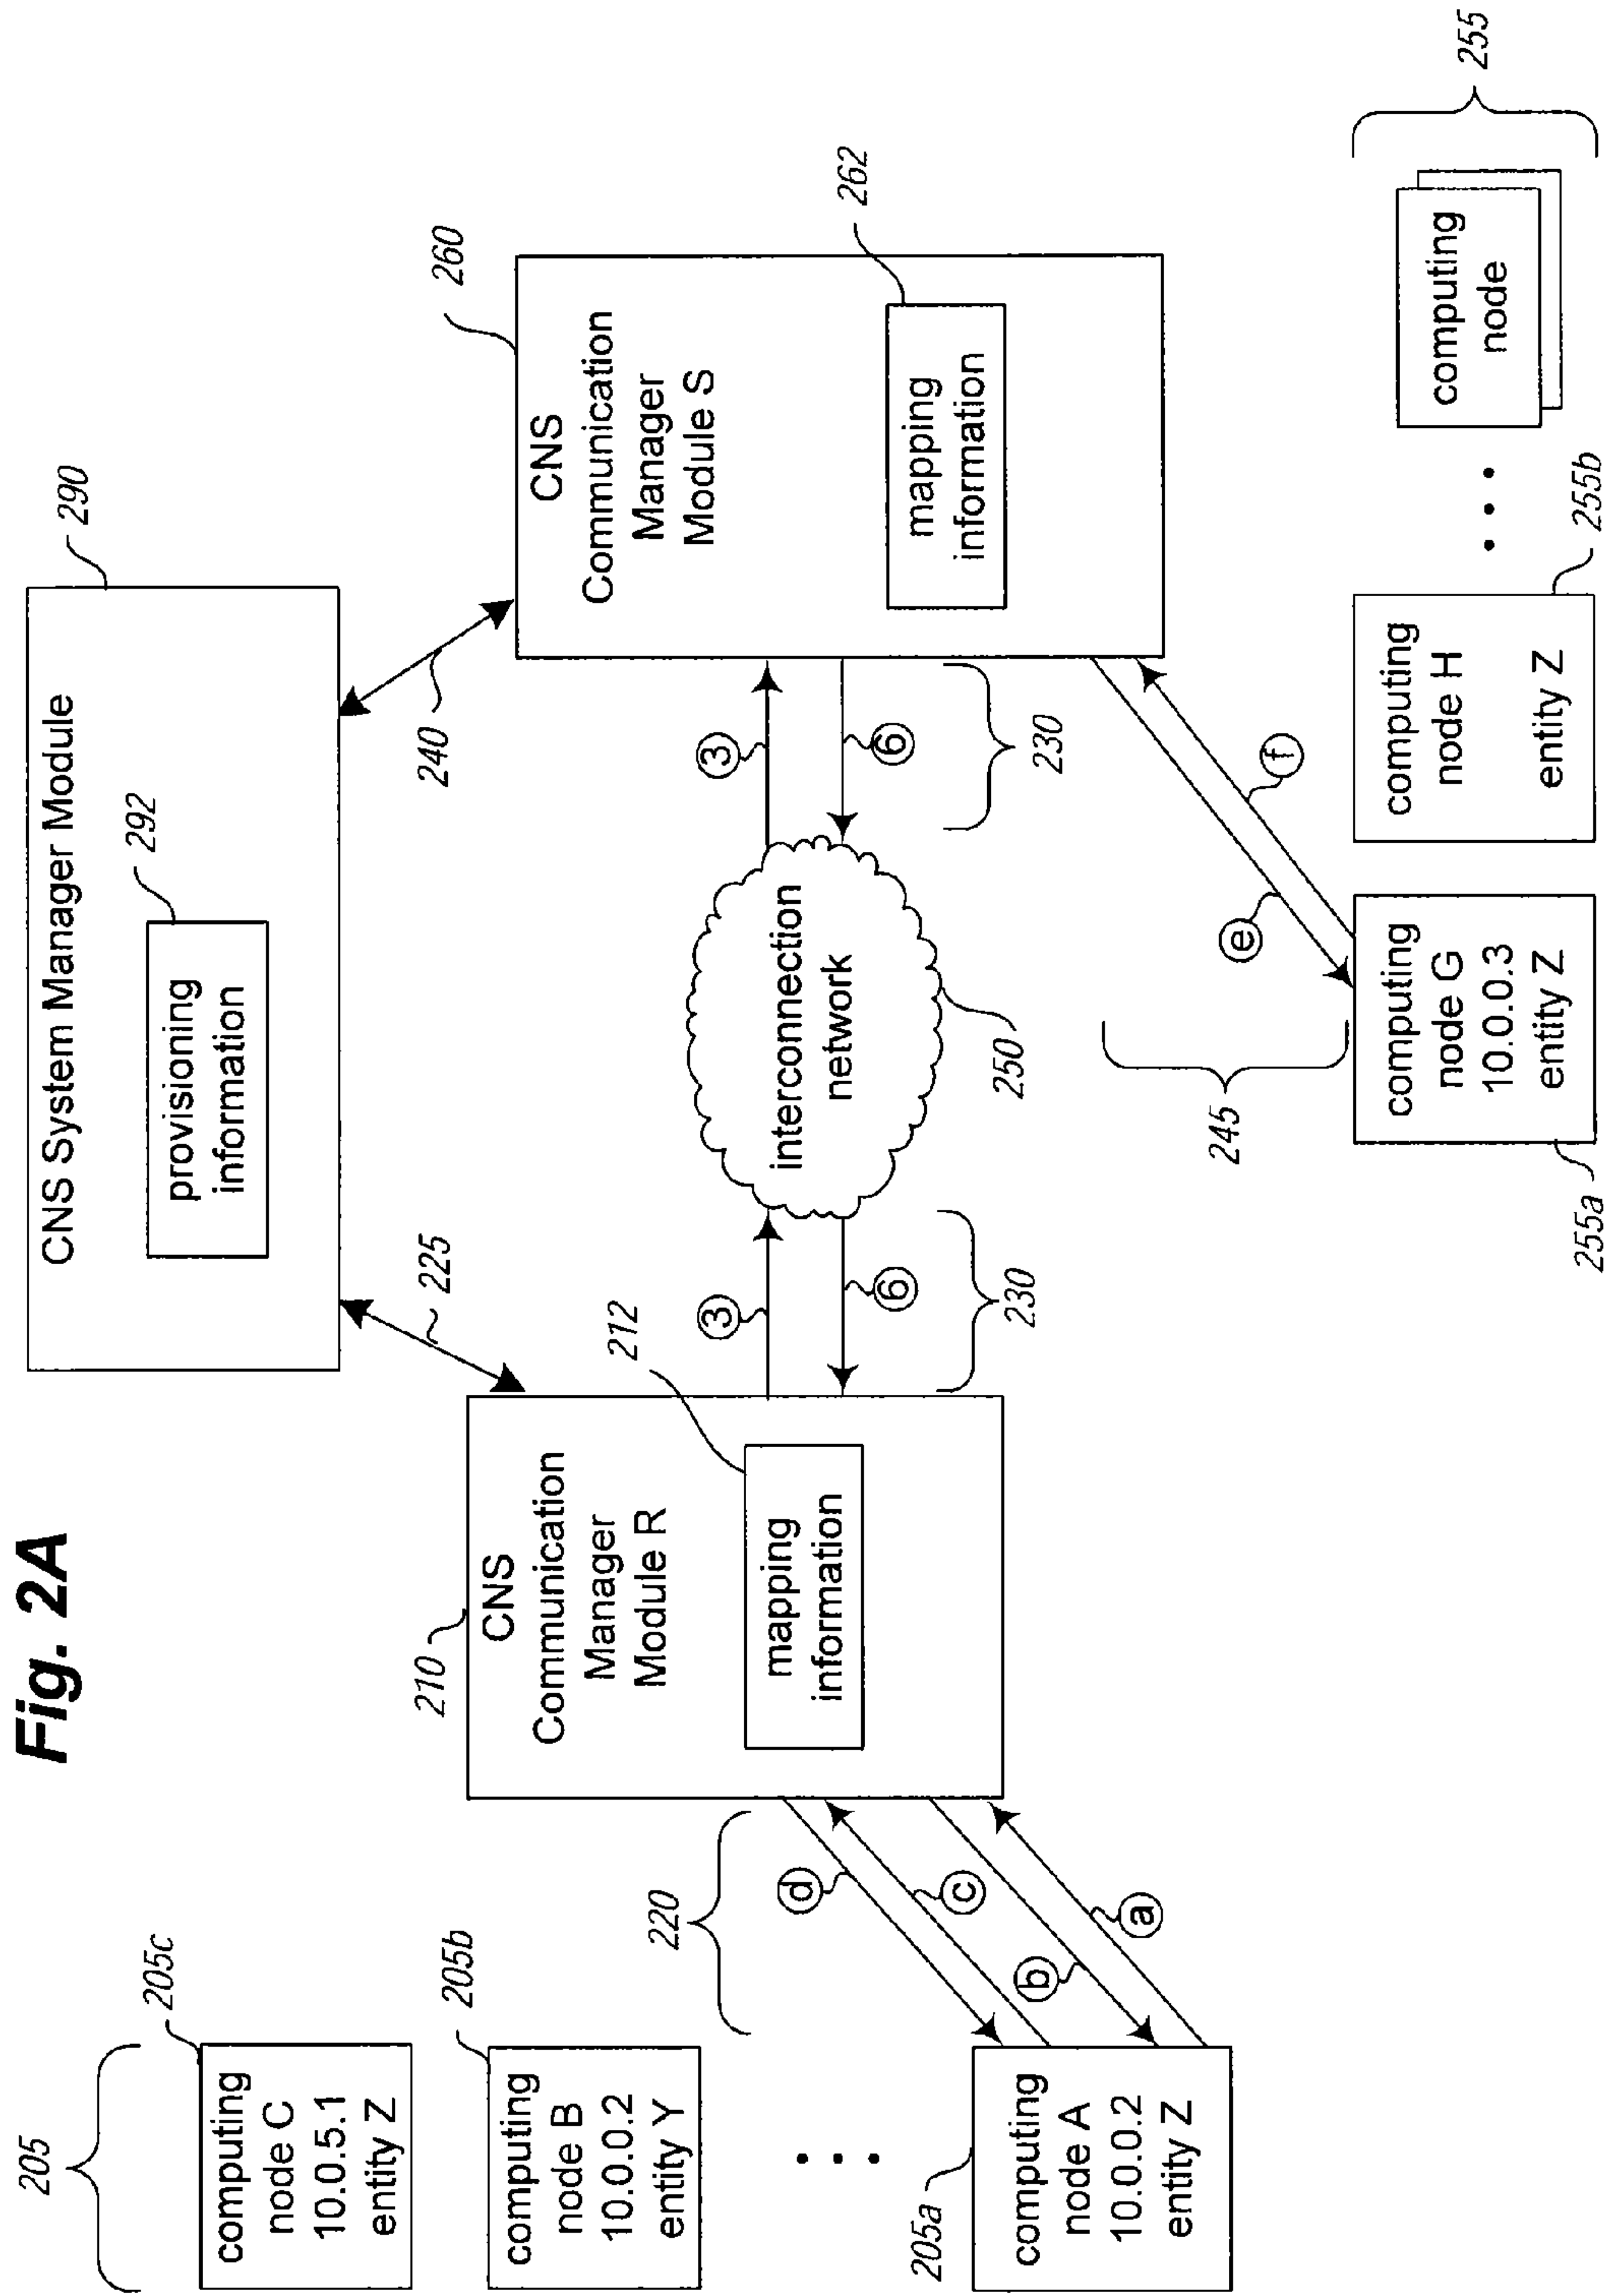 Fig. 2A
CNS System Manager Module
290
provisioning
information
292
225
240
205
computing
node C
10.0.5.1
entity Z
205c
computing
node B
10.0.0.2
entity Y
205b
• • •
computing
node A
10.0.0.2
entity Z
205a
220
d
c
b
a
210
CNS
Communication
Manager
Module R
mapping
information
212
3
6
230
interconnection
network
250
3
6
230
260
CNS
Communication
Manager
Module S
mapping
information
262
e
f
245
computing
node G
10.0.0.3
entity Z
255a
computing
node H
entity Z
255b
• • •
computing
node
255